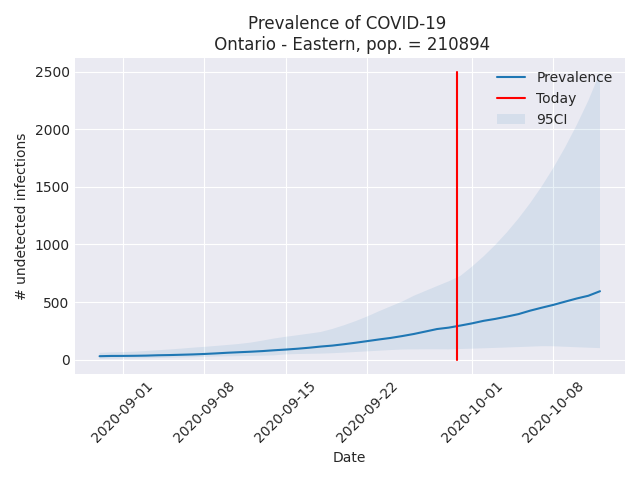 Prevalence of COVID-19
Ontario - Eastern, pop. = 210894
# undetected infections
2500
2000
1500
1000
500
0
Prevalence
Today
95CI
2020-09-01
2020-09-08
2020-09-15
2020-09-22
2020-10-01
2020-10-08
Date